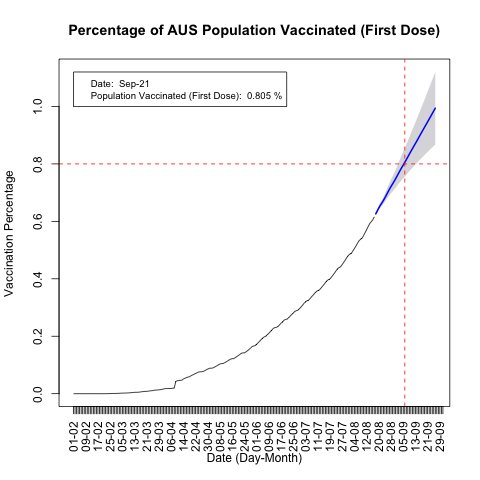 Percentage of AUS Population Vaccinated (First Dose)
Date: Sep-21
Population Vaccinated (First Dose): 0.805 %
Vaccination Percentage
1.0
0.8
0.6
0.4
0.2
0.0
01-02 09-02 17-02 25-02 05-03 13-03 21-03 29-03 06-04 14-04 22-04 30-04 08-05 16-05 24-05 01-06 09-06 17-06 25-06 03-07 11-07 19-07 27-07 04-08 12-08 20-08 28-08 05-09 13-09 21-09 29-09
Date (Day-Month)